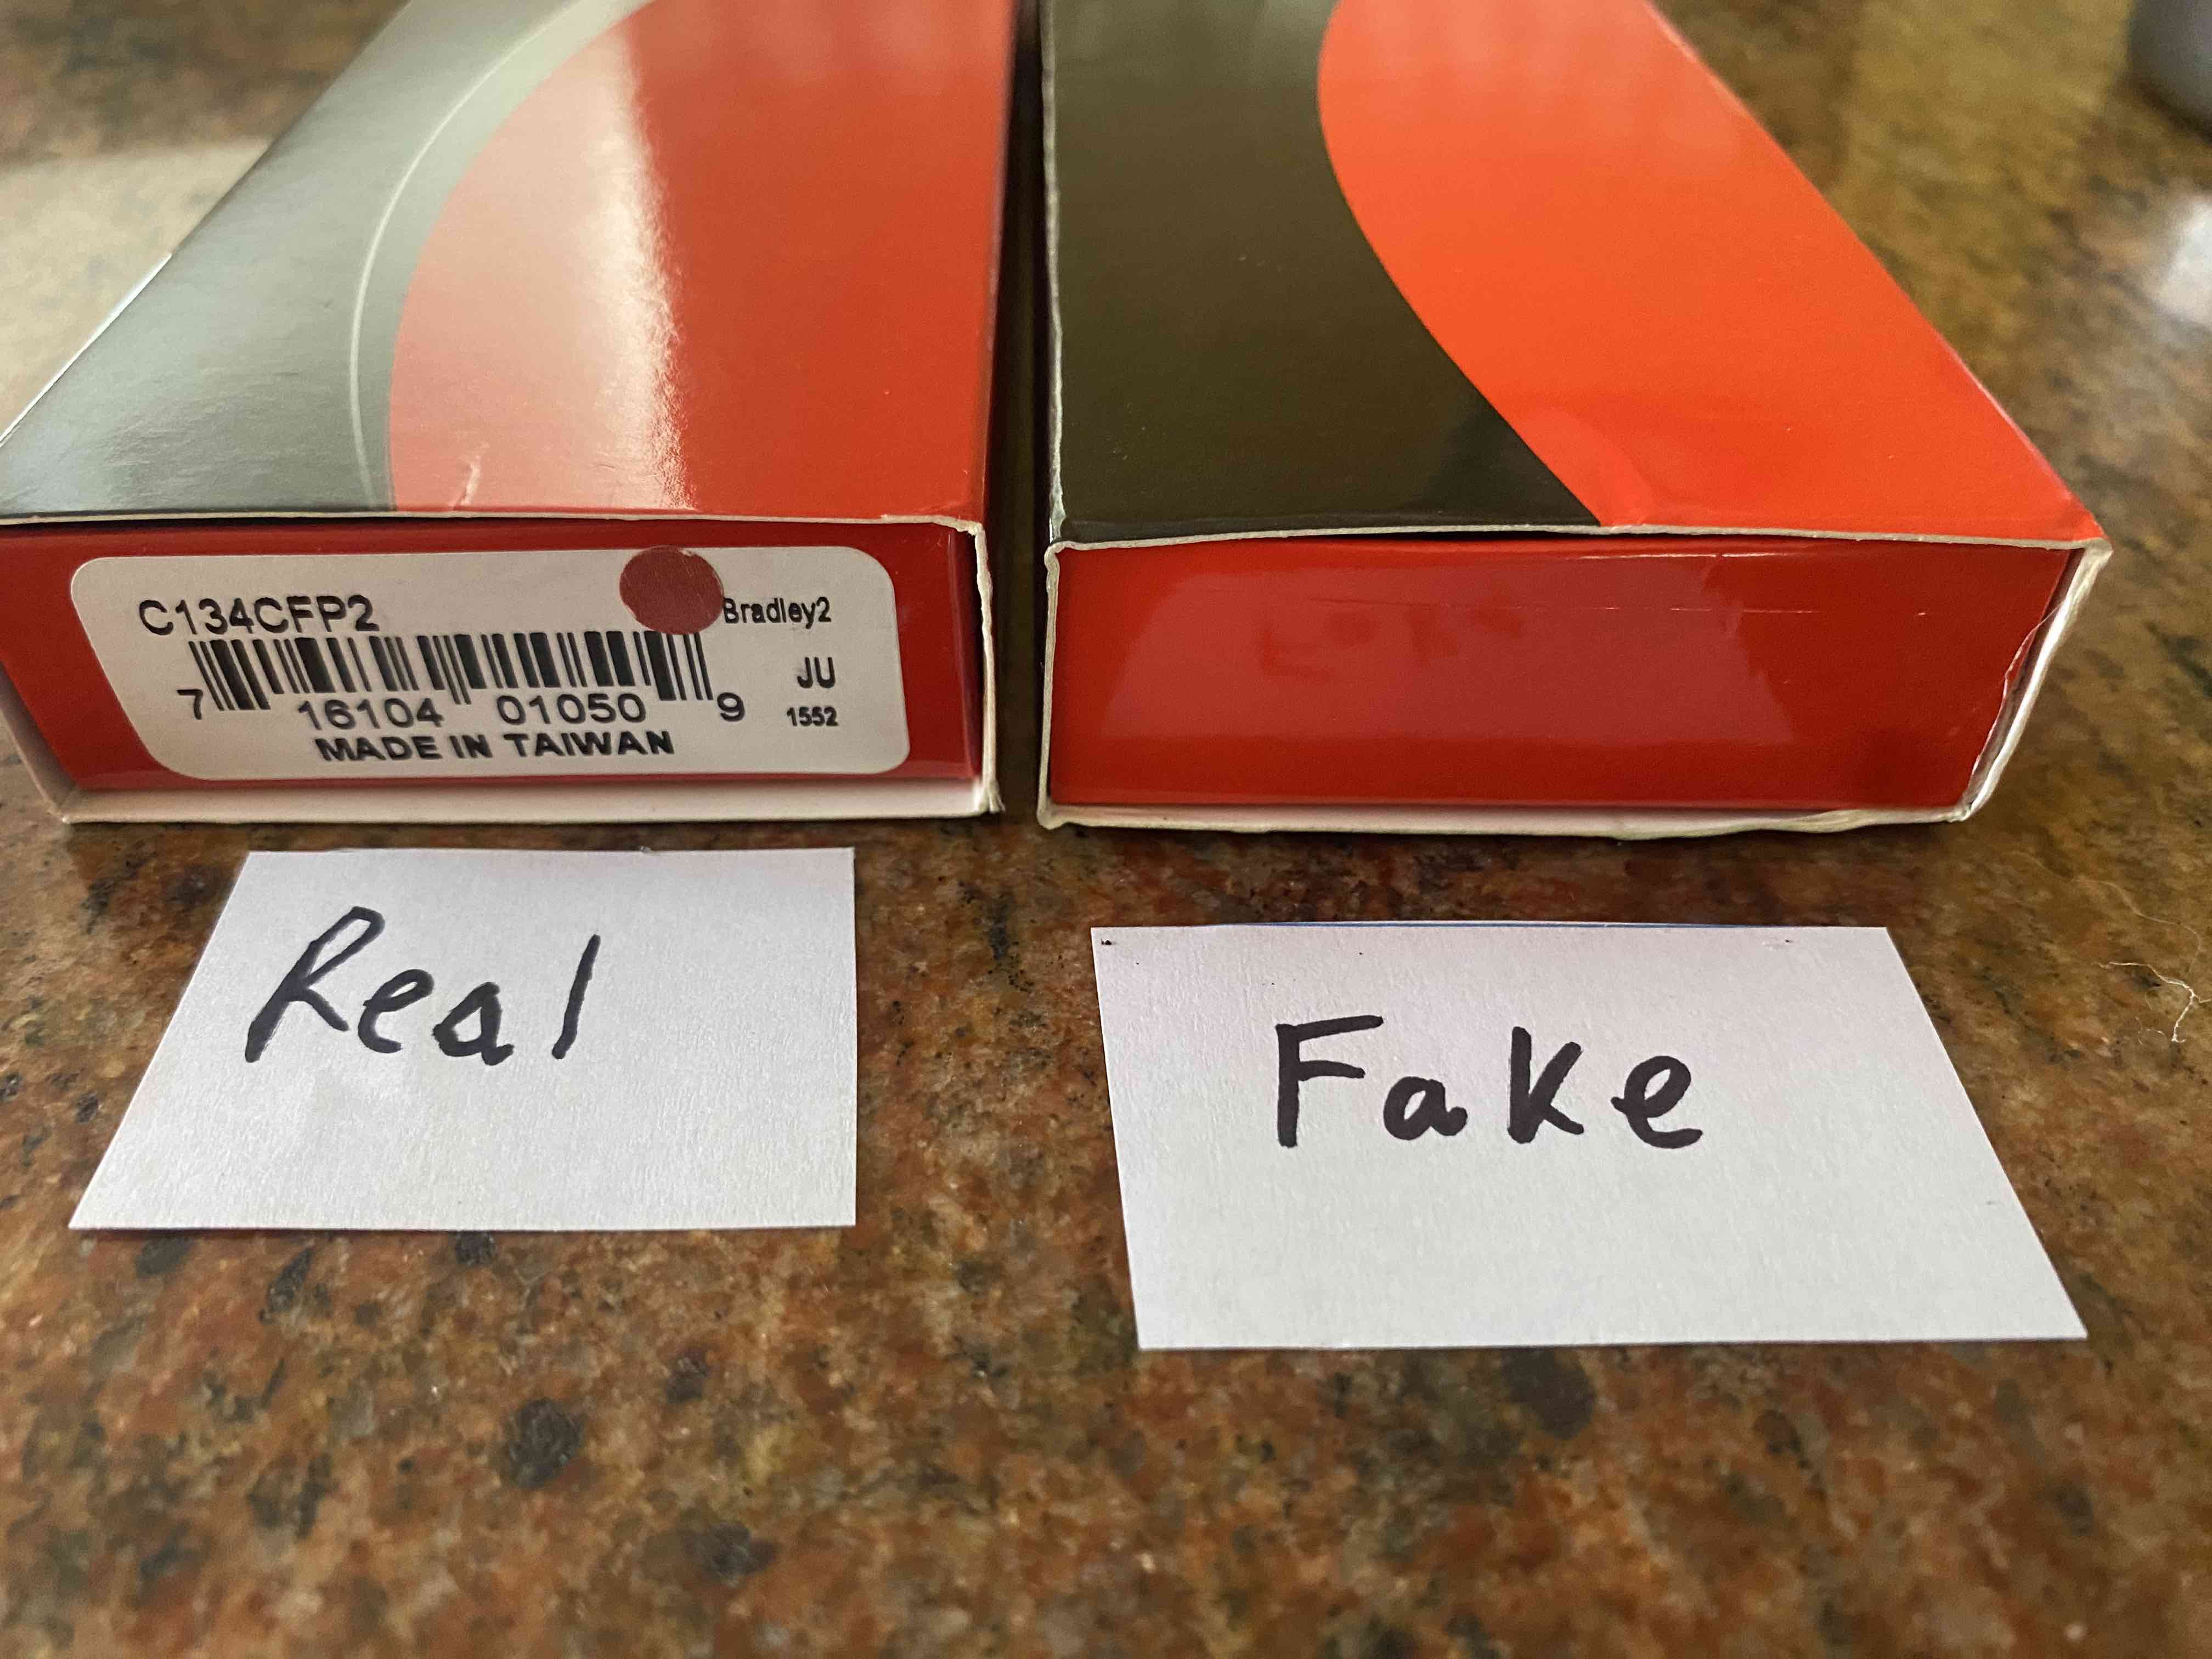 C134CFP2
Bradley2
JU
7 16104 01050 9
1552
MADE IN TAIWAN
Real
Fake